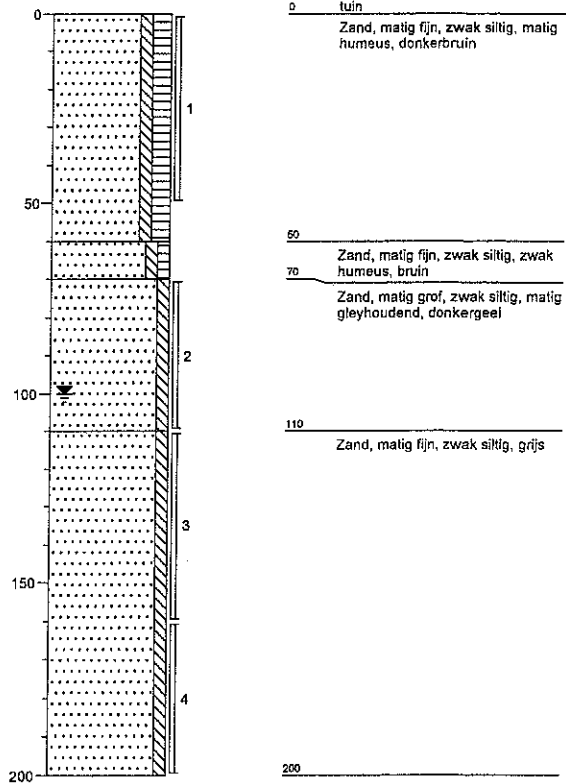 0
50
100
150
200
1
2
3
4
0 tuin
Zand, matig fijn, zwak siltig, matig
humeus, donkerbruin
60
Zand, matig fijn, zwak siltig, zwak
humeus, bruin
70
Zand, matig grof, zwak siltig, matig
gleyhoudend, donkergeel
110
Zand, matig fijn, zwak siltig, grijs
200